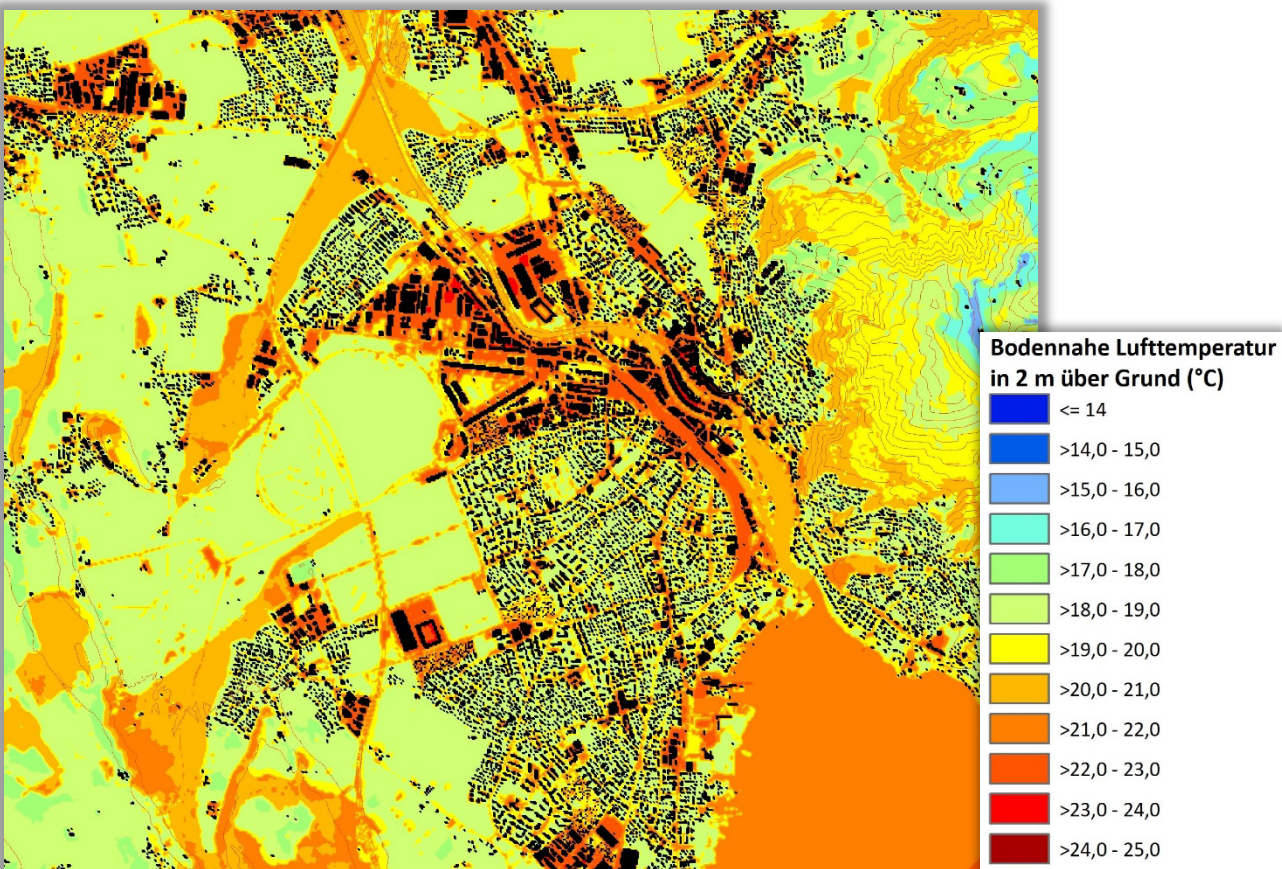 Bodennahe Lufttemperatur
in 2 m über Grund (°C)
<= 14
>14,0 - 15,0
>15,0 - 16,0
>16,0 - 17,0
>17,0 - 18,0
>18,0 - 19,0
>19,0 - 20,0
>20,0 - 21,0
>21,0 - 22,0
>22,0 - 23,0
>23,0 - 24,0
>24,0 - 25,0